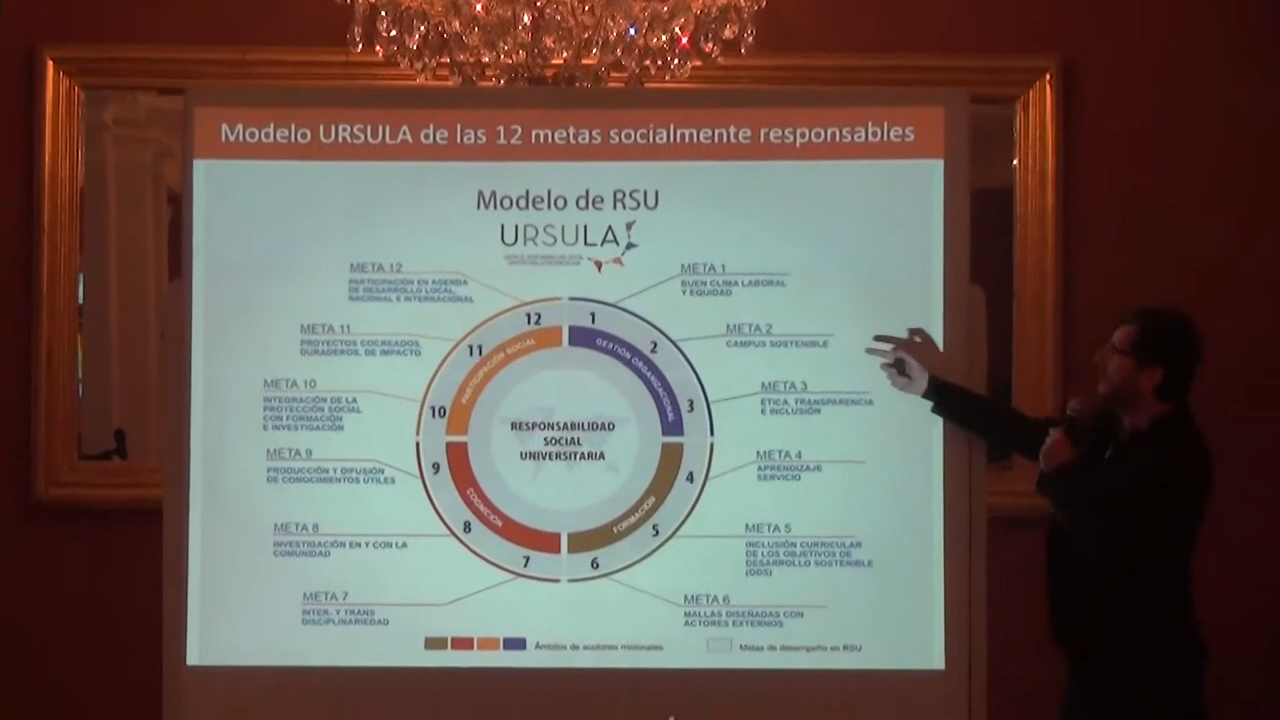 Modelo URSULA de las 12 metas socialmente responsables
Modelo de RSU
URSULA
META 1
BUEN CLIMA LABORAL
Y EQUIDAD
META 2
CAMPUS SOSTENIBLE
META 3
ETICA, TRANSPARENCIA
E INCLUSIÓN
META 4
APRENDIZAJE
SERVICIO
META 5
INCLUSIÓN CURRICULAR
DE LOS OBJETIVOS DE
DESARROLLO SOSTENIBLE
(ODS)
META 6
MALLAS DISEÑADAS CON
ACTORES EXTERNOS
META 7
INTER- Y TRANS
DISCIPLINARIEDAD
META 8
INVESTIGACIÓN EN Y CON LA
COMUNIDAD
META 9
PRODUCCIÓN Y DIFUSIÓN
DE CONOCIMIENTOS ÚTILES
META 10
INTEGRACIÓN DE LA
PROYECCIÓN SOCIAL
CON FORMACIÓN
E INVESTIGACIÓN
META 11
PROYECTOS COCREADOS,
DURADEROS, DE IMPACTO
META 12
PARTICIPACIÓN EN AGENDA
DE DESARROLLO LOCAL,
NACIONAL E INTERNACIONAL
1
2
3
4
5
6
7
8
9
10
11
12
GESTIÓN ORGANIZACIONAL
FORMACIÓN
COGNICIÓN
PARTICIPACIÓN SOCIAL
RESPONSABILIDAD
SOCIAL
UNIVERSITARIA
Ámbitos de acciones misionales
Metas de desempeño en RSU